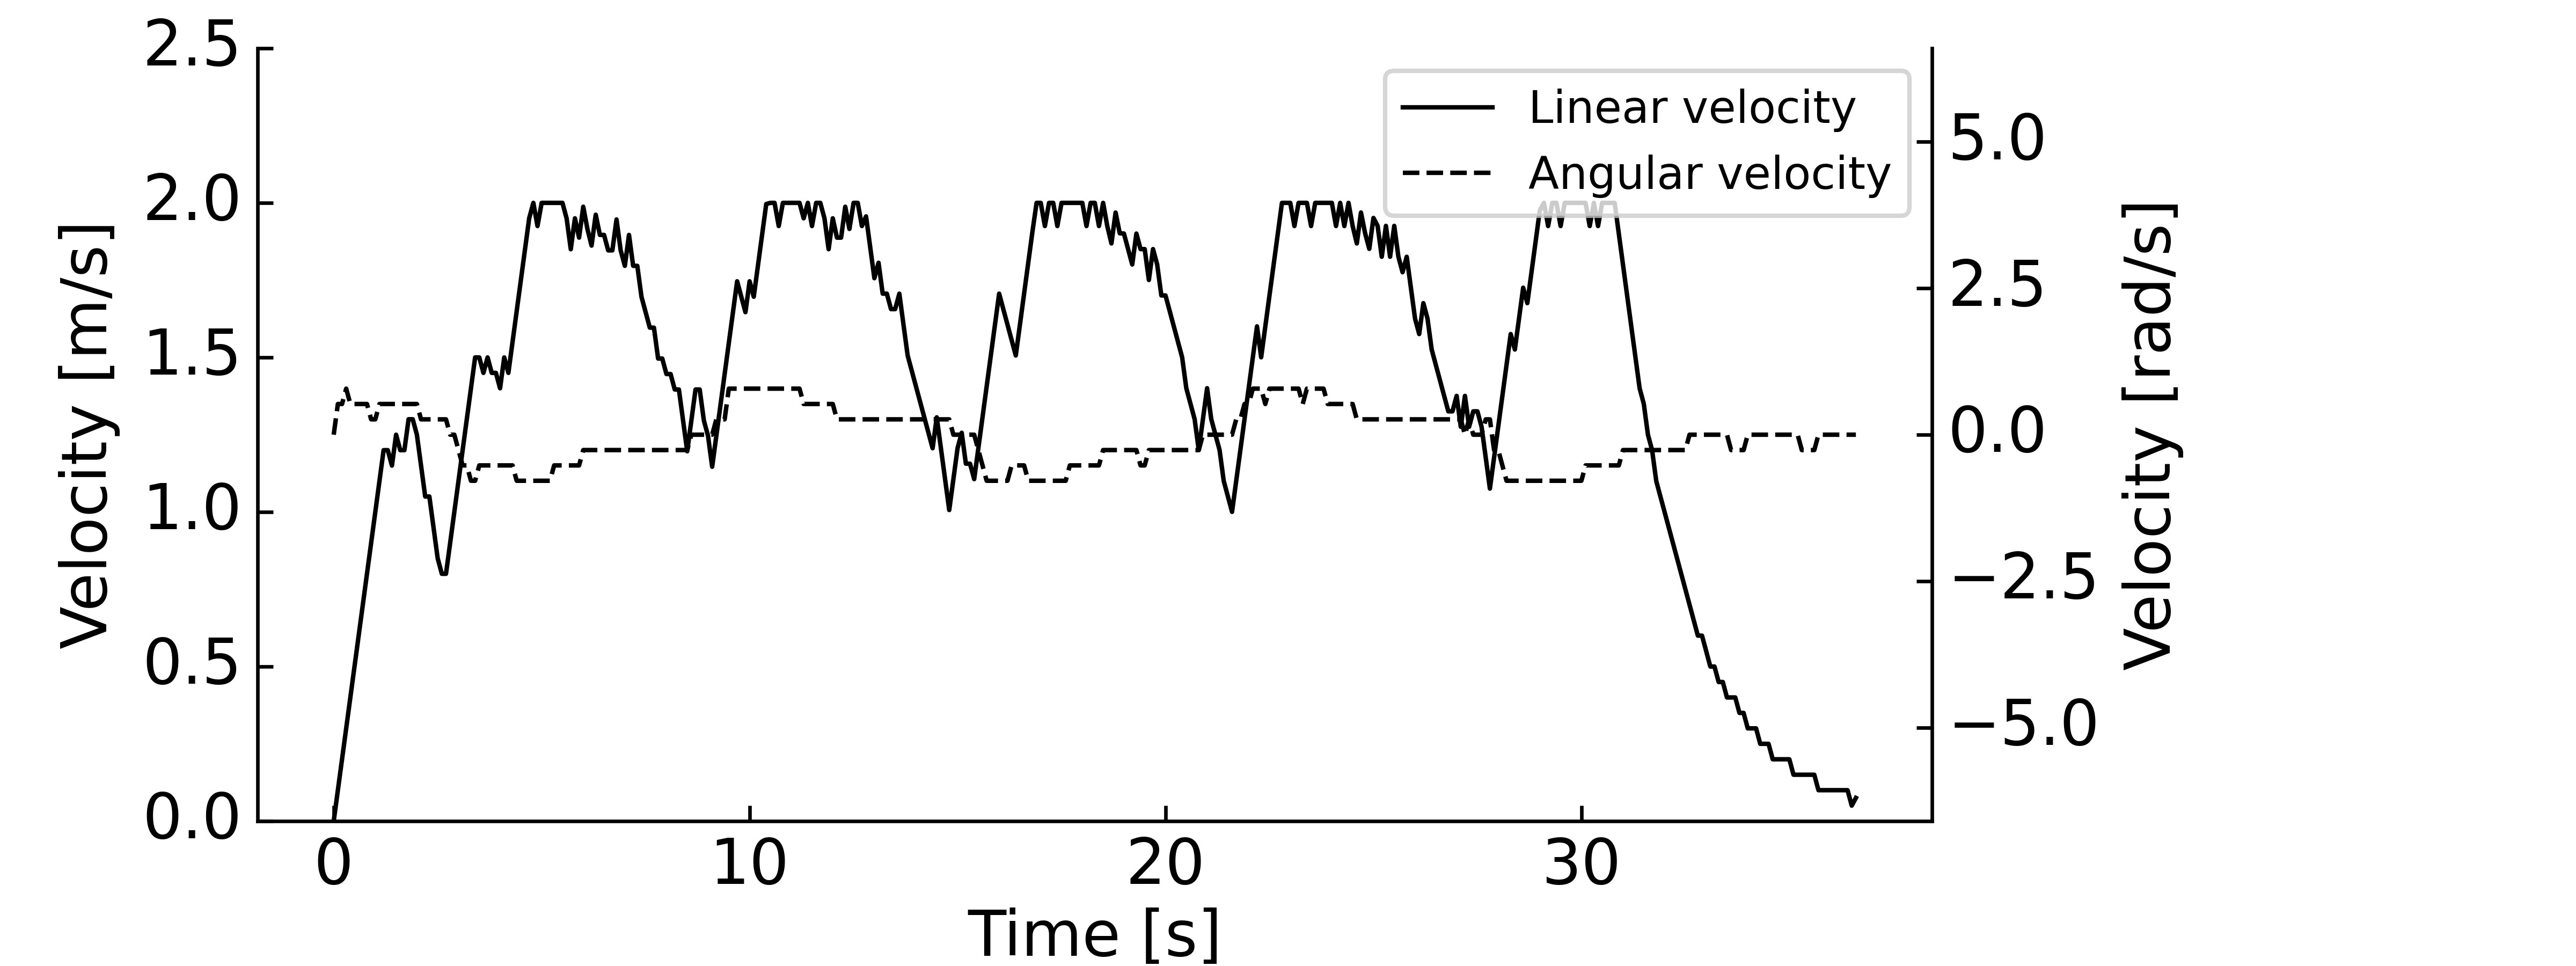 2.5
2.0
1.5
1.0
0.5
0.0
Velocity [m/s]
Linear velocity
Angular velocity
5.0
2.5
0.0
−2.5
−5.0
Velocity [rad/s]
0 10 20 30
Time [s]